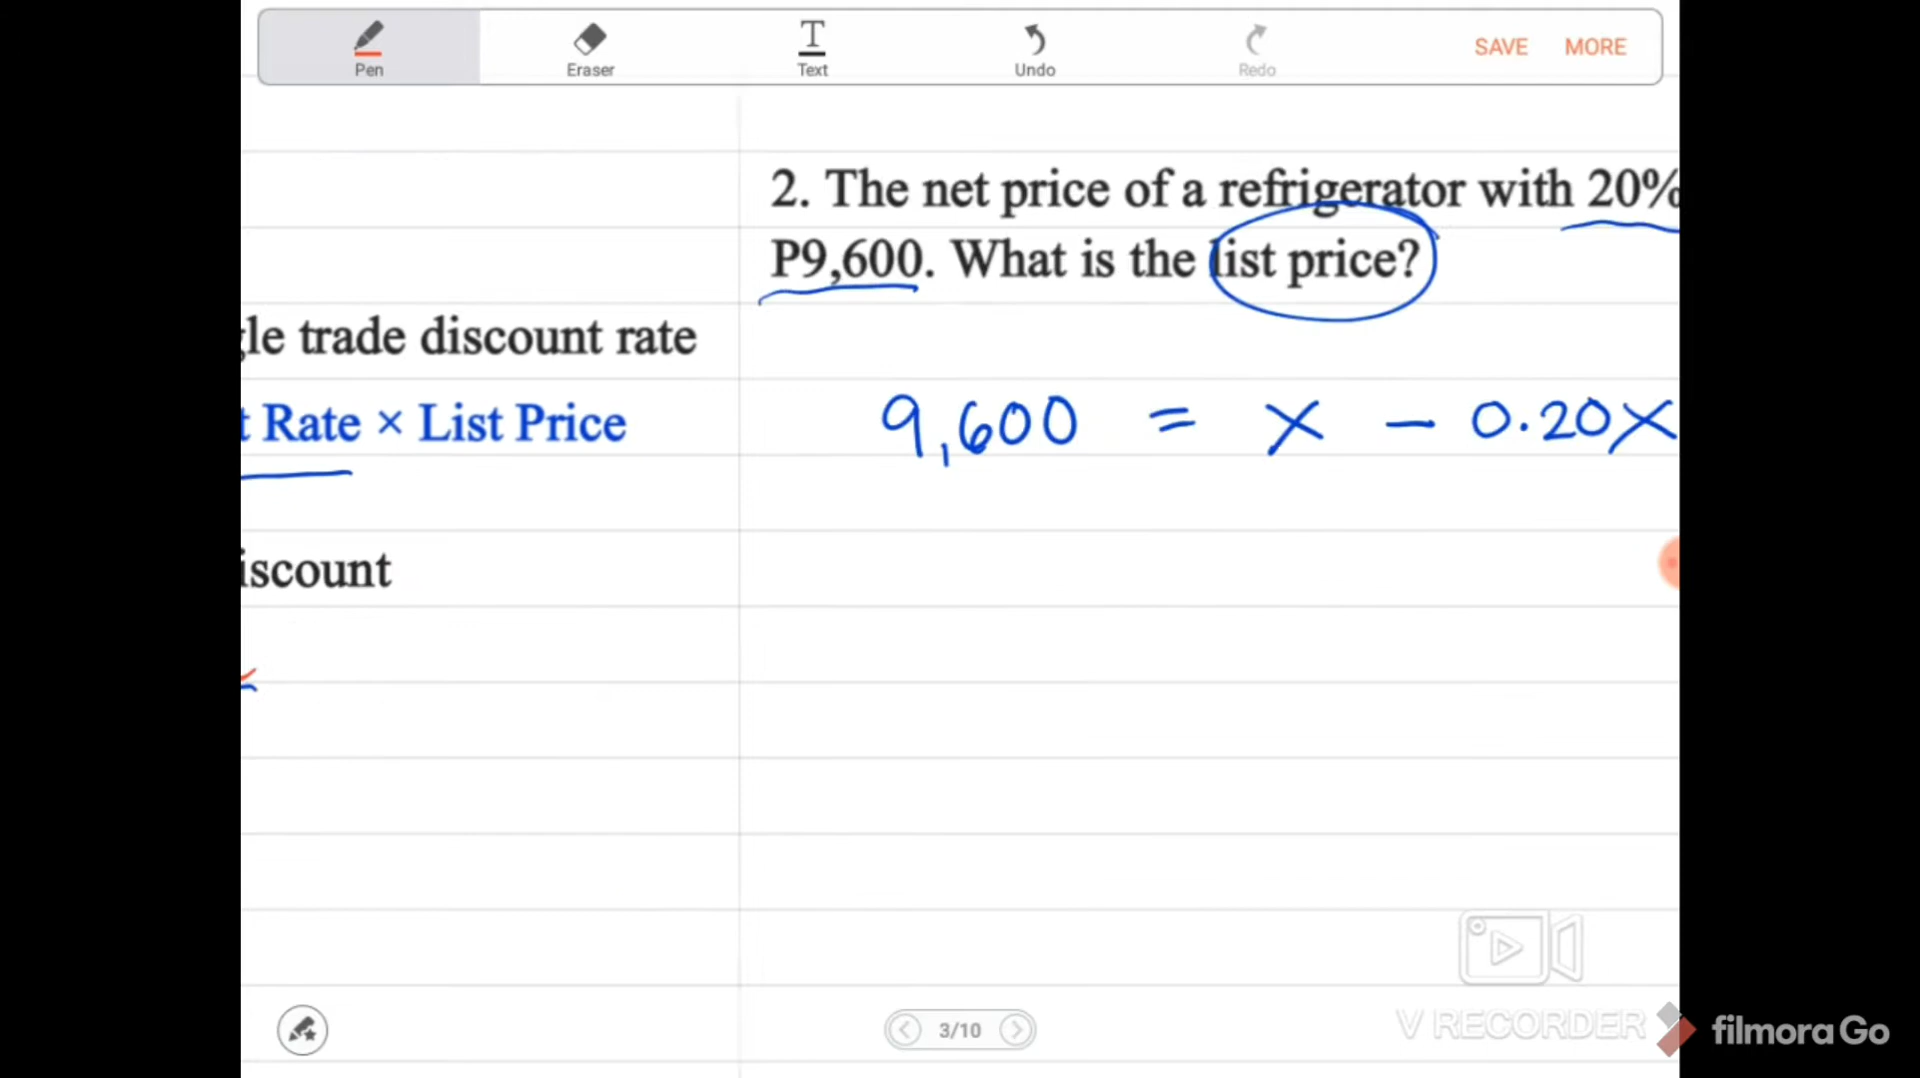 Pen Eraser Text Undo Redo SAVE MORE
2. The net price of a refrigerator with 20%
P9,600. What is the list price?
gle trade discount rate
t Rate × List Price
9,600 = x - 0.20x
iscount
3/10
V RECORDER
filmora Go